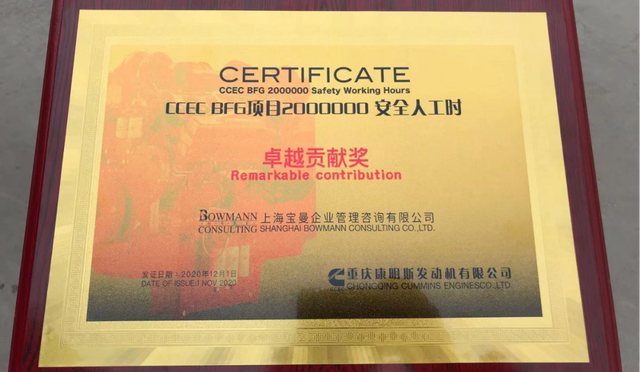 CERTIFICATE
CCEC BFG 2000000 Safety Working Hours
CCEC BFG项目2000000 安全人工时
卓越贡献奖
Remarkable contribution
BOWMANN 上海宝曼企业管理咨询有限公司
CONSULTING SHANGHAI BOWMANN CONSULTING CO.,LTD.
发证日期:2020年12月1日
DATE OF ISSUE:1 NOV 2020
重庆康明斯发动机有限公司
CHONGQING CUMMINS ENGINESCO.,LTD.